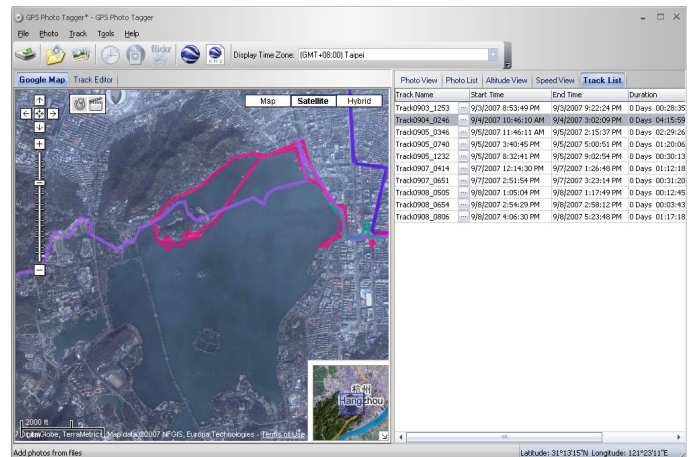 GPS Photo Tagger* - GPS Photo Tagger
File Photo Track Tools Help
flickr
KMZ
Display Time Zone: (GMT+08:00) Taipei
Google Map Track Editor
Photo View Photo List Altitude View Speed View Track List
Map Satellite Hybrid
Track Name Start Time End Time Duration
Track0903_1253 ... 9/3/2007 8:53:49 PM 9/3/2007 9:22:24 PM 0 Days 00:28:35
Track0904_0246 ... 9/4/2007 10:46:10 AM 9/4/2007 3:02:09 PM 0 Days 04:15:59
Track0905_0346 ... 9/5/2007 11:46:11 AM 9/5/2007 2:15:37 PM 0 Days 02:29:26
Track0905_0740 ... 9/5/2007 3:40:45 PM 9/5/2007 5:00:51 PM 0 Days 01:20:06
Track0905_1232 ... 9/5/2007 8:32:41 PM 9/5/2007 9:02:54 PM 0 Days 00:30:13
Track0907_0414 ... 9/7/2007 12:14:30 PM 9/7/2007 1:26:48 PM 0 Days 01:12:18
Track0907_0651 ... 9/7/2007 2:51:54 PM 9/7/2007 3:23:14 PM 0 Days 00:31:20
Track0908_0505 ... 9/8/2007 1:05:04 PM 9/8/2007 1:17:49 PM 0 Days 00:12:45
Track0908_0654 ... 9/8/2007 2:54:29 PM 9/8/2007 2:58:12 PM 0 Days 00:03:43
Track0908_0806 ... 9/8/2007 4:06:30 PM 9/8/2007 5:23:48 PM 0 Days 01:17:18
杭州
Hangzhou
2000 ft
TerraMetrics, Map data ©2007 NFGIS, Europa Technologies - Terms of Use
Add photos from files
Latitude: 31°13'15"N Longitude: 121°23'11"E